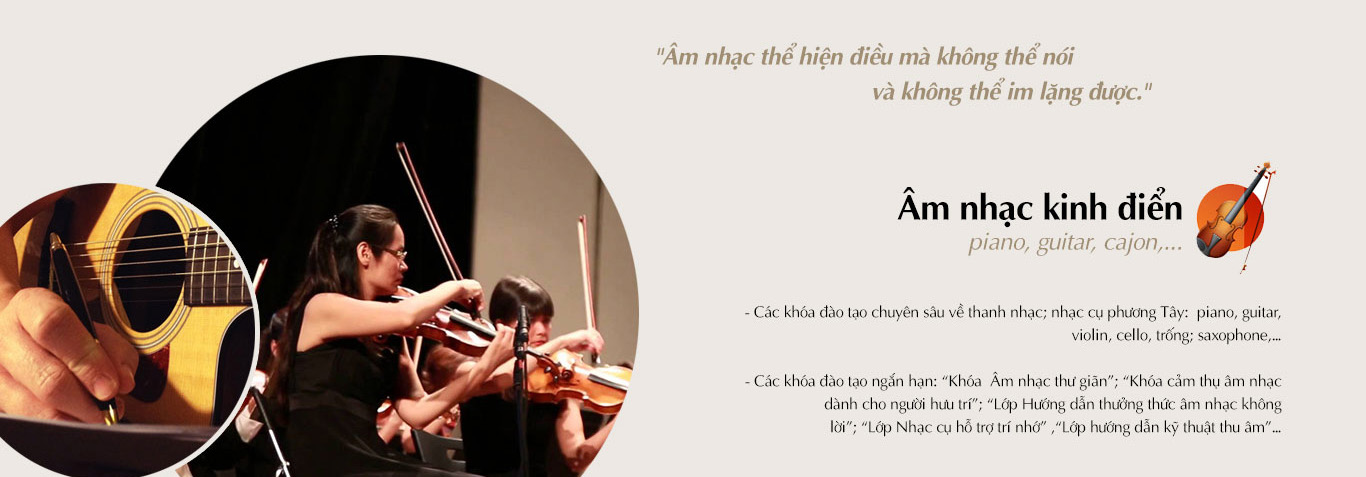 "Âm nhạc thể hiện điều mà không thể nói
và không thể im lặng được."
Âm nhạc kinh điển
piano, guitar, cajon,...
- Các khóa đào tạo chuyên sâu về thanh nhạc; nhạc cụ phương Tây:  piano, guitar,
violin, cello, trống; saxophone,...
- Các khóa đào tạo ngắn hạn: “Khóa  Âm nhạc thư giãn”; “Khóa cảm thụ âm nhạc
dành cho người hưu trí”; “Lớp Hướng dẫn thưởng thức âm nhạc không
lời”; “Lớp Nhạc cụ hỗ trợ trí nhớ” ,“Lớp hướng dẫn kỹ thuật thu âm”...